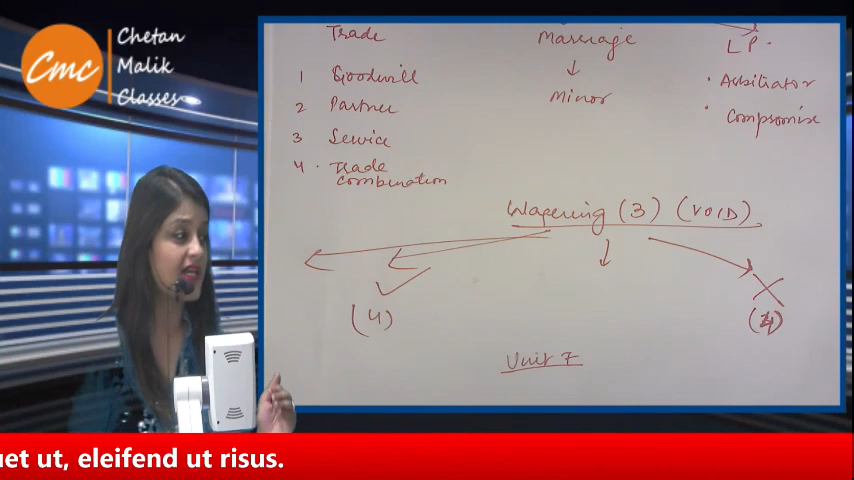 CMC
Chetan
Malik
Classes
Trade
1 Goodwill
2 Partner
3 Service
4 · Trade
combination
Marriage
↓
Minor
LP.
· Arbitrator
· Compromise
Wagering (3) (VOID)
(4)
(4)
Unit 7
uet ut, eleifend ut risus.